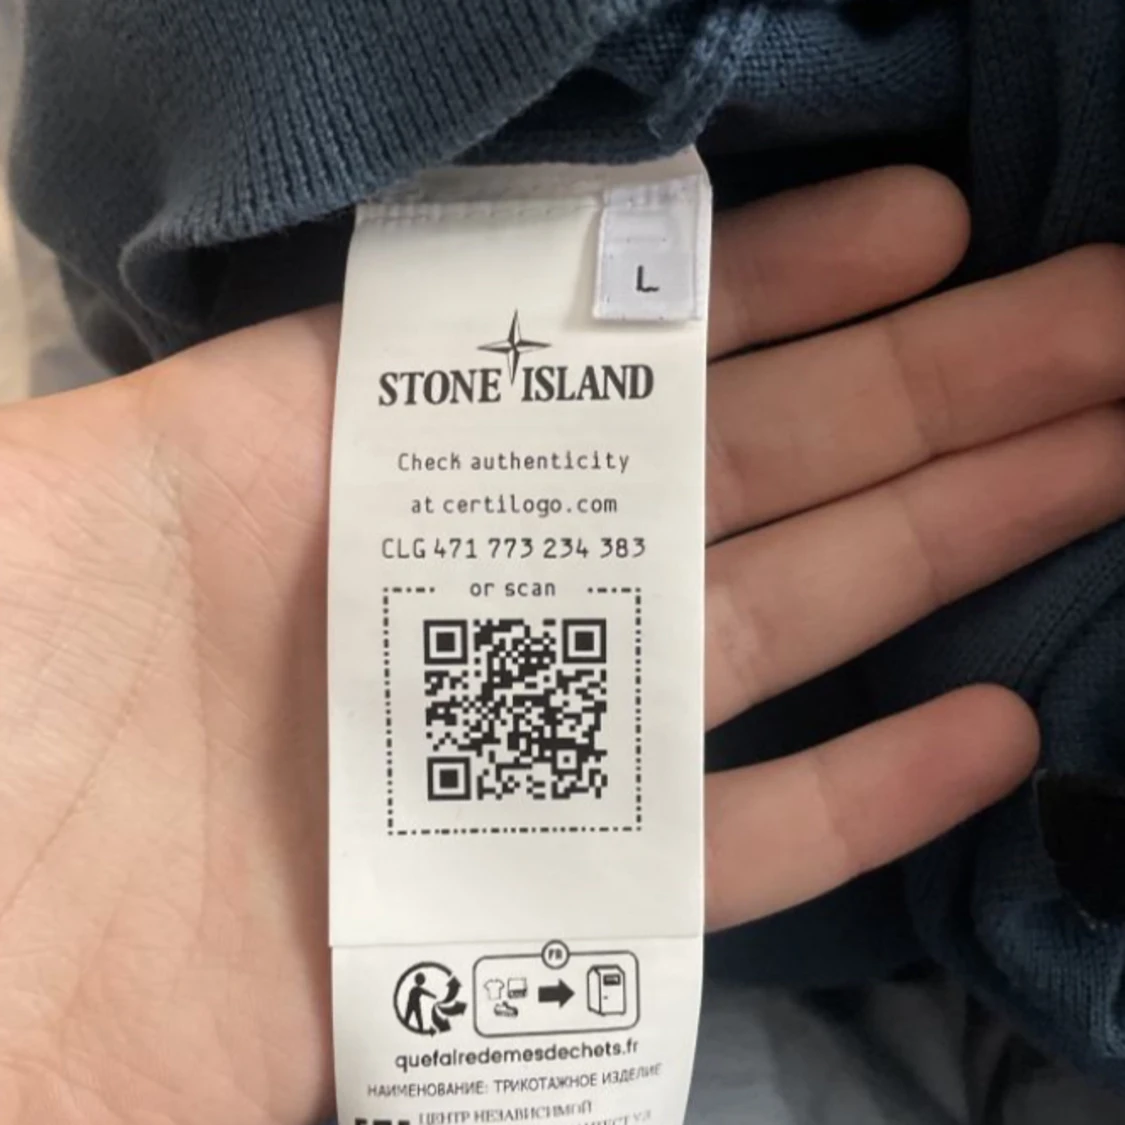 L
STONE ISLAND
Check authenticity
at certilogo.com
CLG 471 773 234 383
or scan
FR
quefairedemesdechets.fr
НАИМЕНОВАНИЕ: ТРИКОТАЖНОЕ ИЗДЕЛИЕ
ЦЕНТР НЕЗАВИСИМОЙ